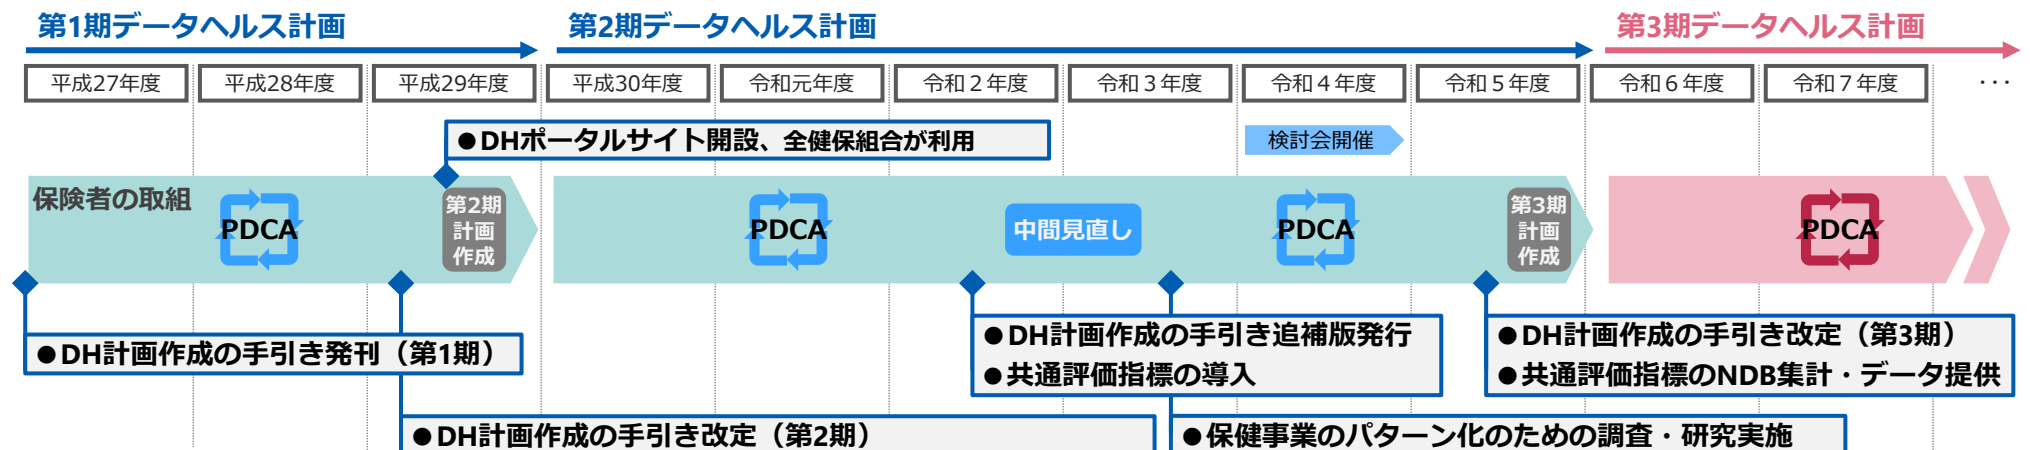 第1期データヘルス計画
第2期データヘルス計画
第3期データヘルス計画
平成27年度
平成28年度
平成29年度
平成30年度
令和元年度
令和２年度
令和３年度
令和４年度
令和５年度
令和６年度
令和７年度
･･･
●DHポータルサイト開設、全健保組合が利用
検討会開催
保険者の取組
PDCA
第2期
計画
作成
PDCA
中間見直し
PDCA
第3期
計画
作成
PDCA
●DH計画作成の手引き発刊（第1期）
●DH計画作成の手引き追補版発行
●共通評価指標の導入
●DH計画作成の手引き改定（第3期）
●共通評価指標のNDB集計・データ提供
●DH計画作成の手引き改定（第2期）
●保健事業のパターン化のための調査・研究実施